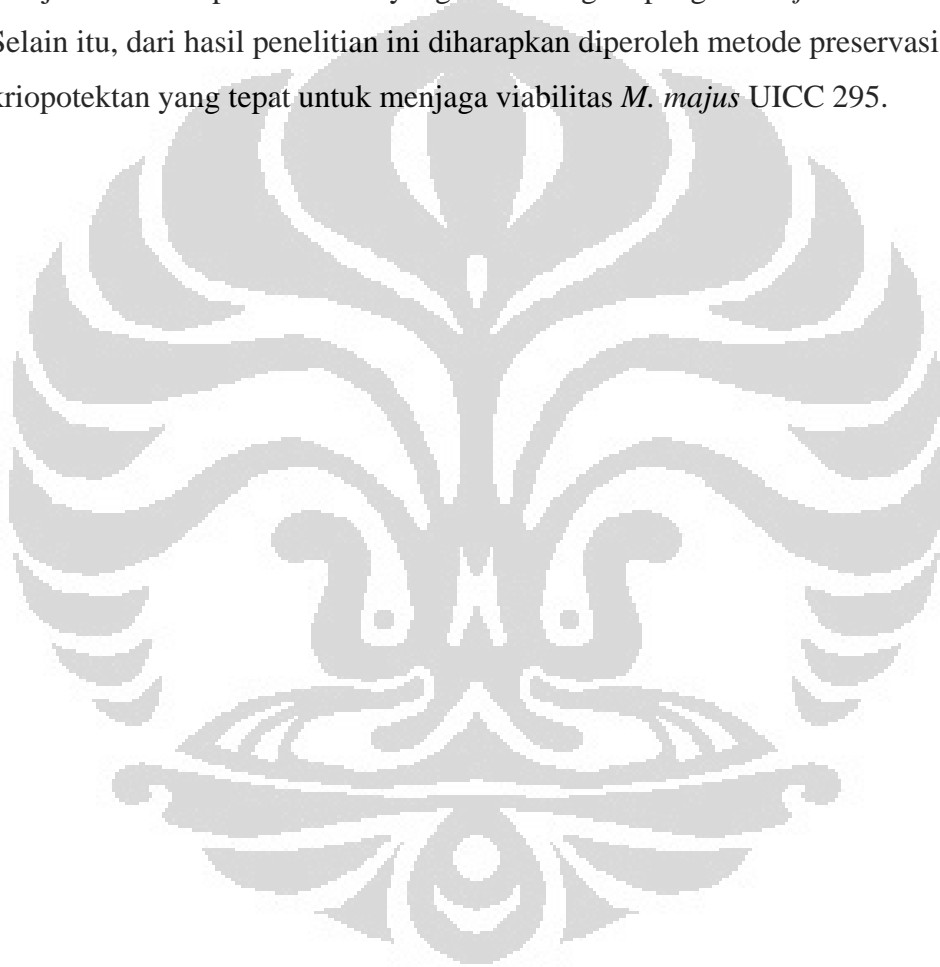 Selain itu, dari hasil penelitian ini diharapkan diperoleh metode preservasi
kriopotektan yang tepat untuk menjaga viabilitas M. majus UICC 295.